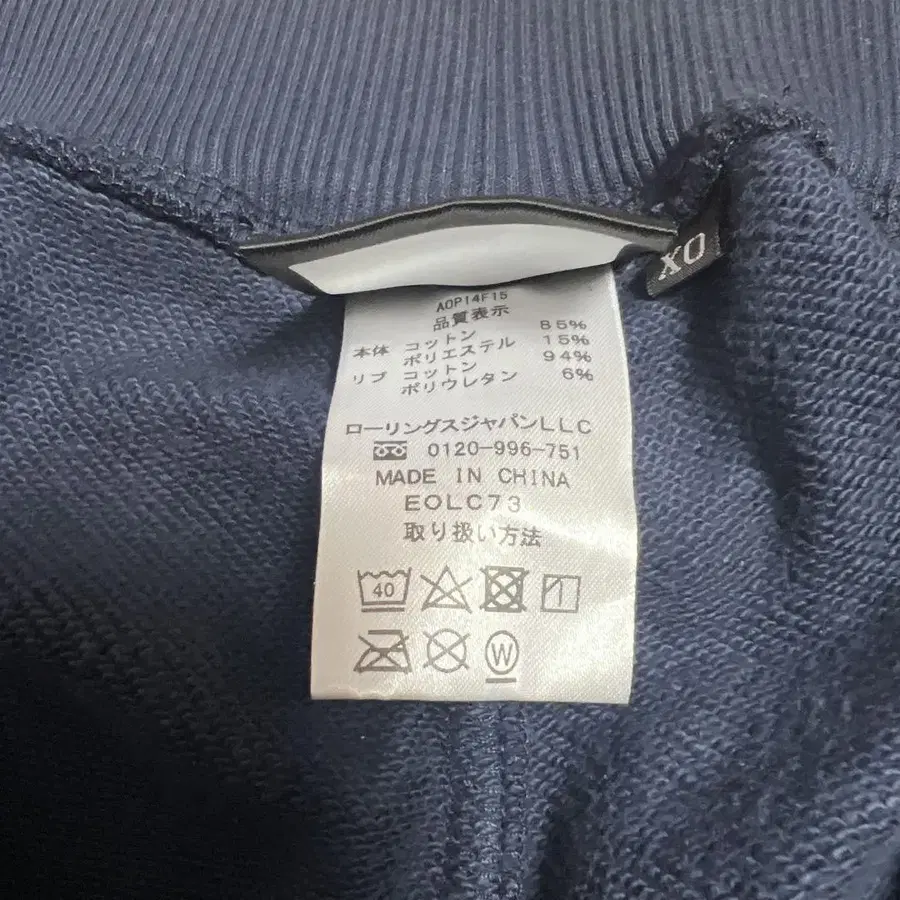 XO
AOP14F15
品質表示
本体 コットン 85%
ポリエステル 15%
リブ コットン 94%
ポリウレタン 6%
ローリングスジャパンLLC
0120-996-751
MADE IN CHINA
EOLC73
取り扱い方法
40
W